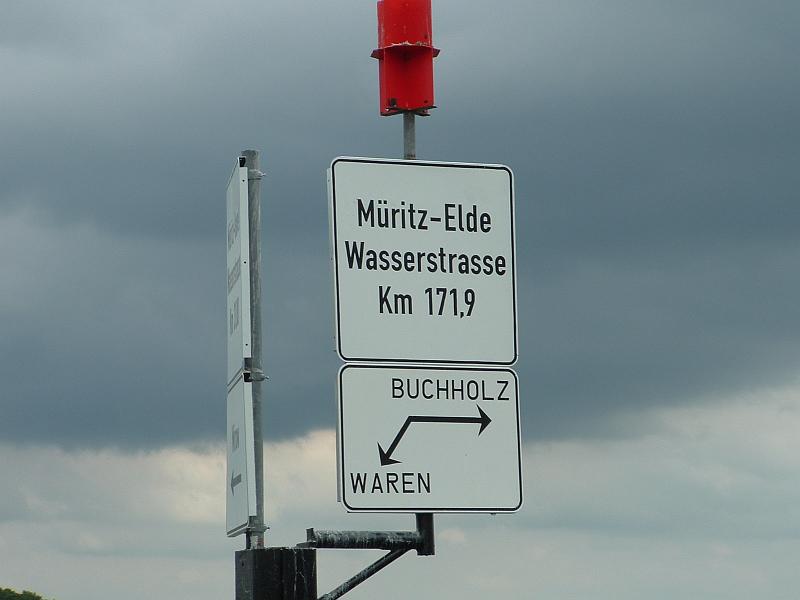 Müritz-Elde
Wasserstrasse
Km 171,9
BUCHHOLZ
WAREN